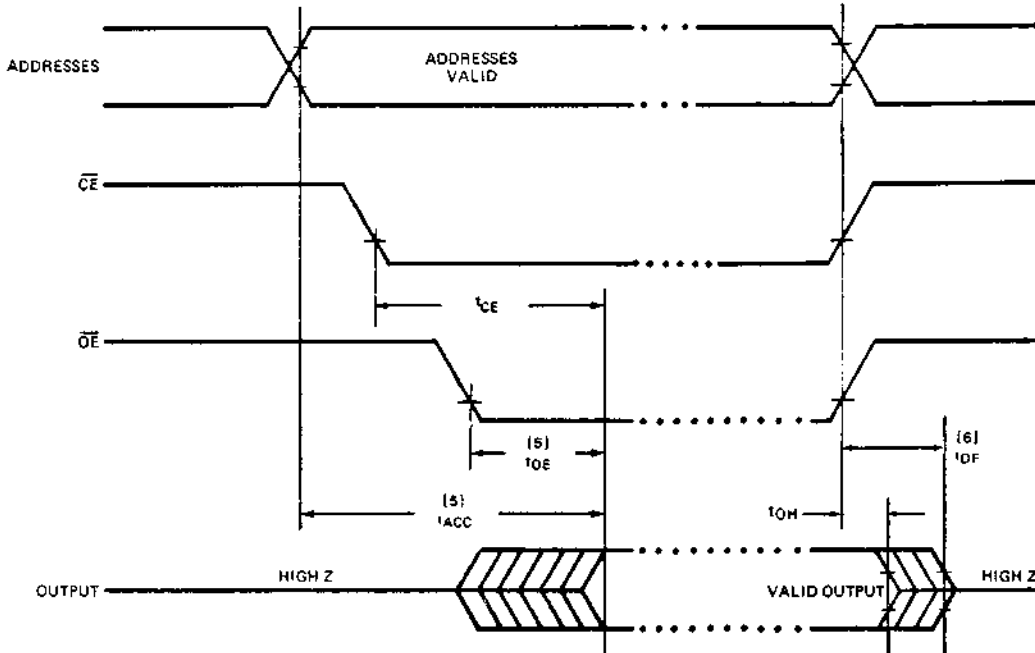 ADDRESSES
ADDRESSES
VALID
CE
tCE
OE
(5)
tOE
(6)
tDF
(5)
tACC
tOH
OUTPUT
HIGH Z
VALID OUTPUT
HIGH Z